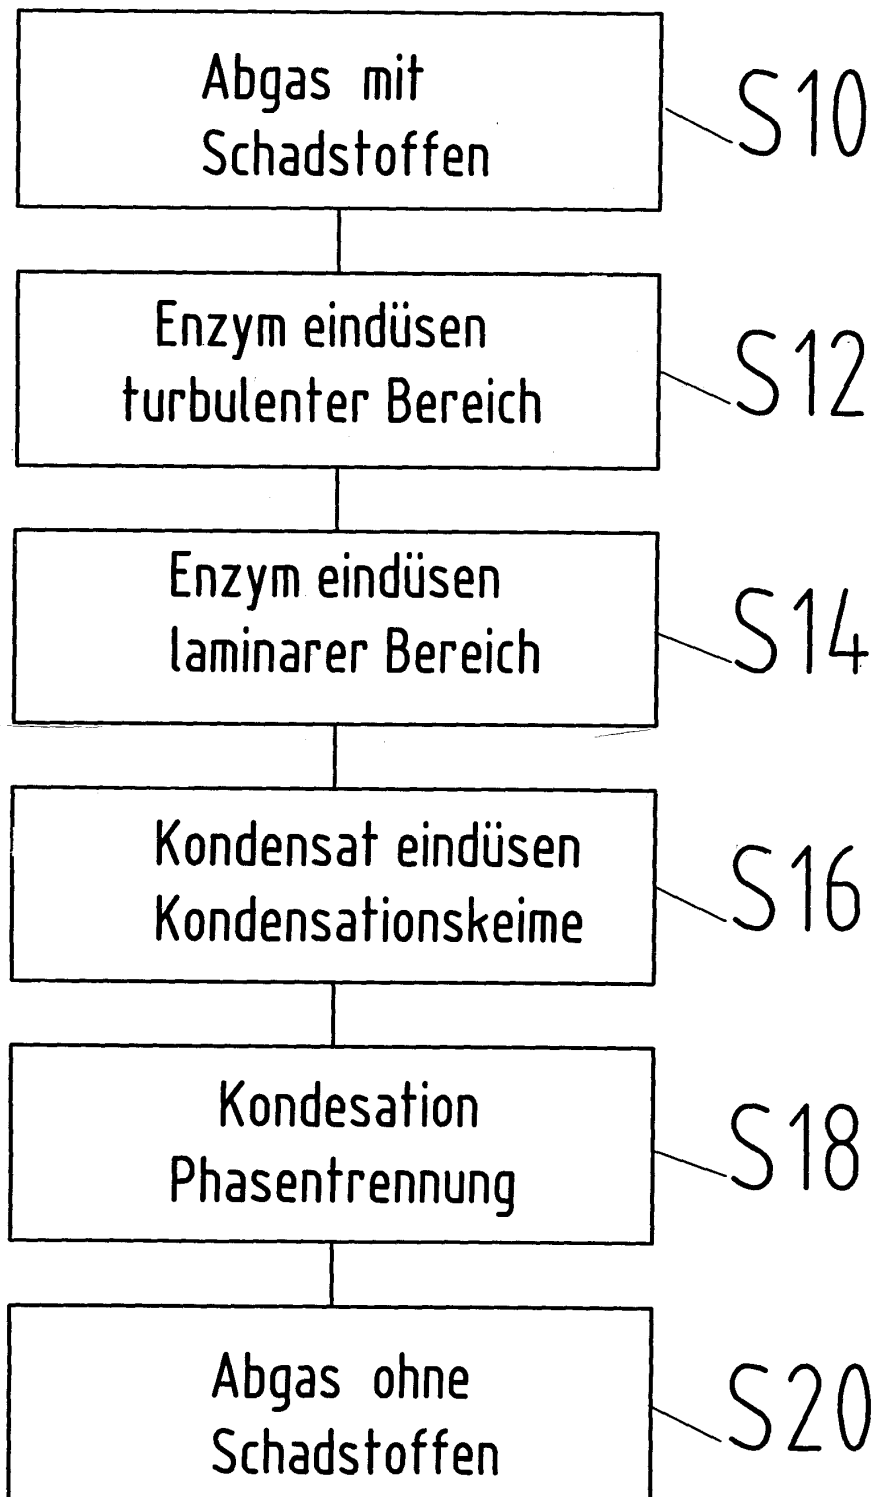 Abgas mit
Schadstoffen
S10
Enzym eindüsen
turbulenter Bereich
S12
Enzym eindüsen
laminarer Bereich
S14
Kondensat eindüsen
Kondensationskeime
S16
Kondesation
Phasentrennung
S18
Abgas ohne
Schadstoffen
S20